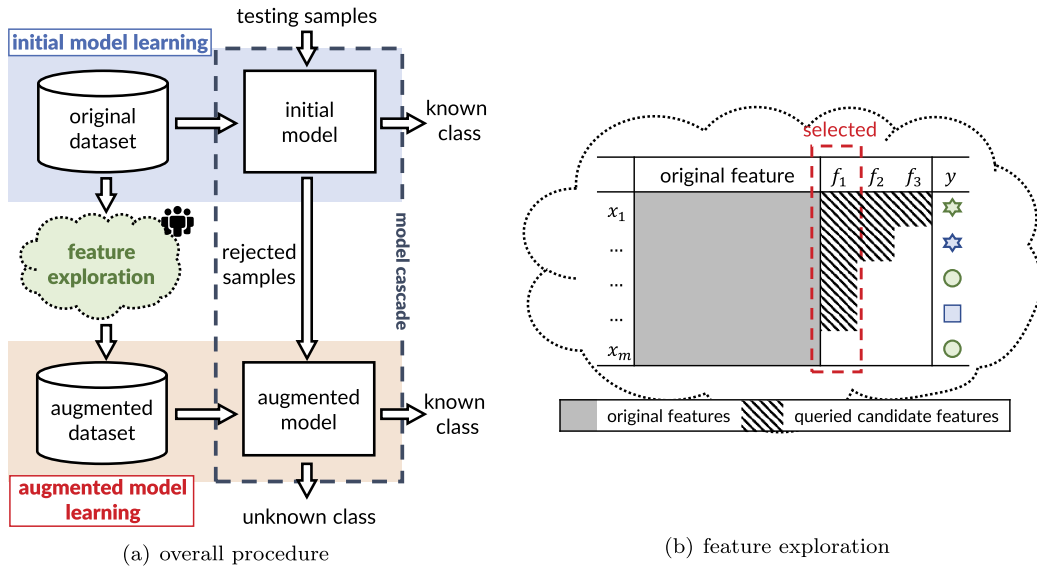 testing samples
initial model learning
original
dataset
initial
model
known
class
feature
exploration
rejected
samples
model cascade
augmented
dataset
augmented
model
known
class
augmented model
learning
unknown class
(a) overall procedure
selected
original feature f1 f2 f3 y
x1
...
...
...
xm
original features queried candidate features
(b) feature exploration